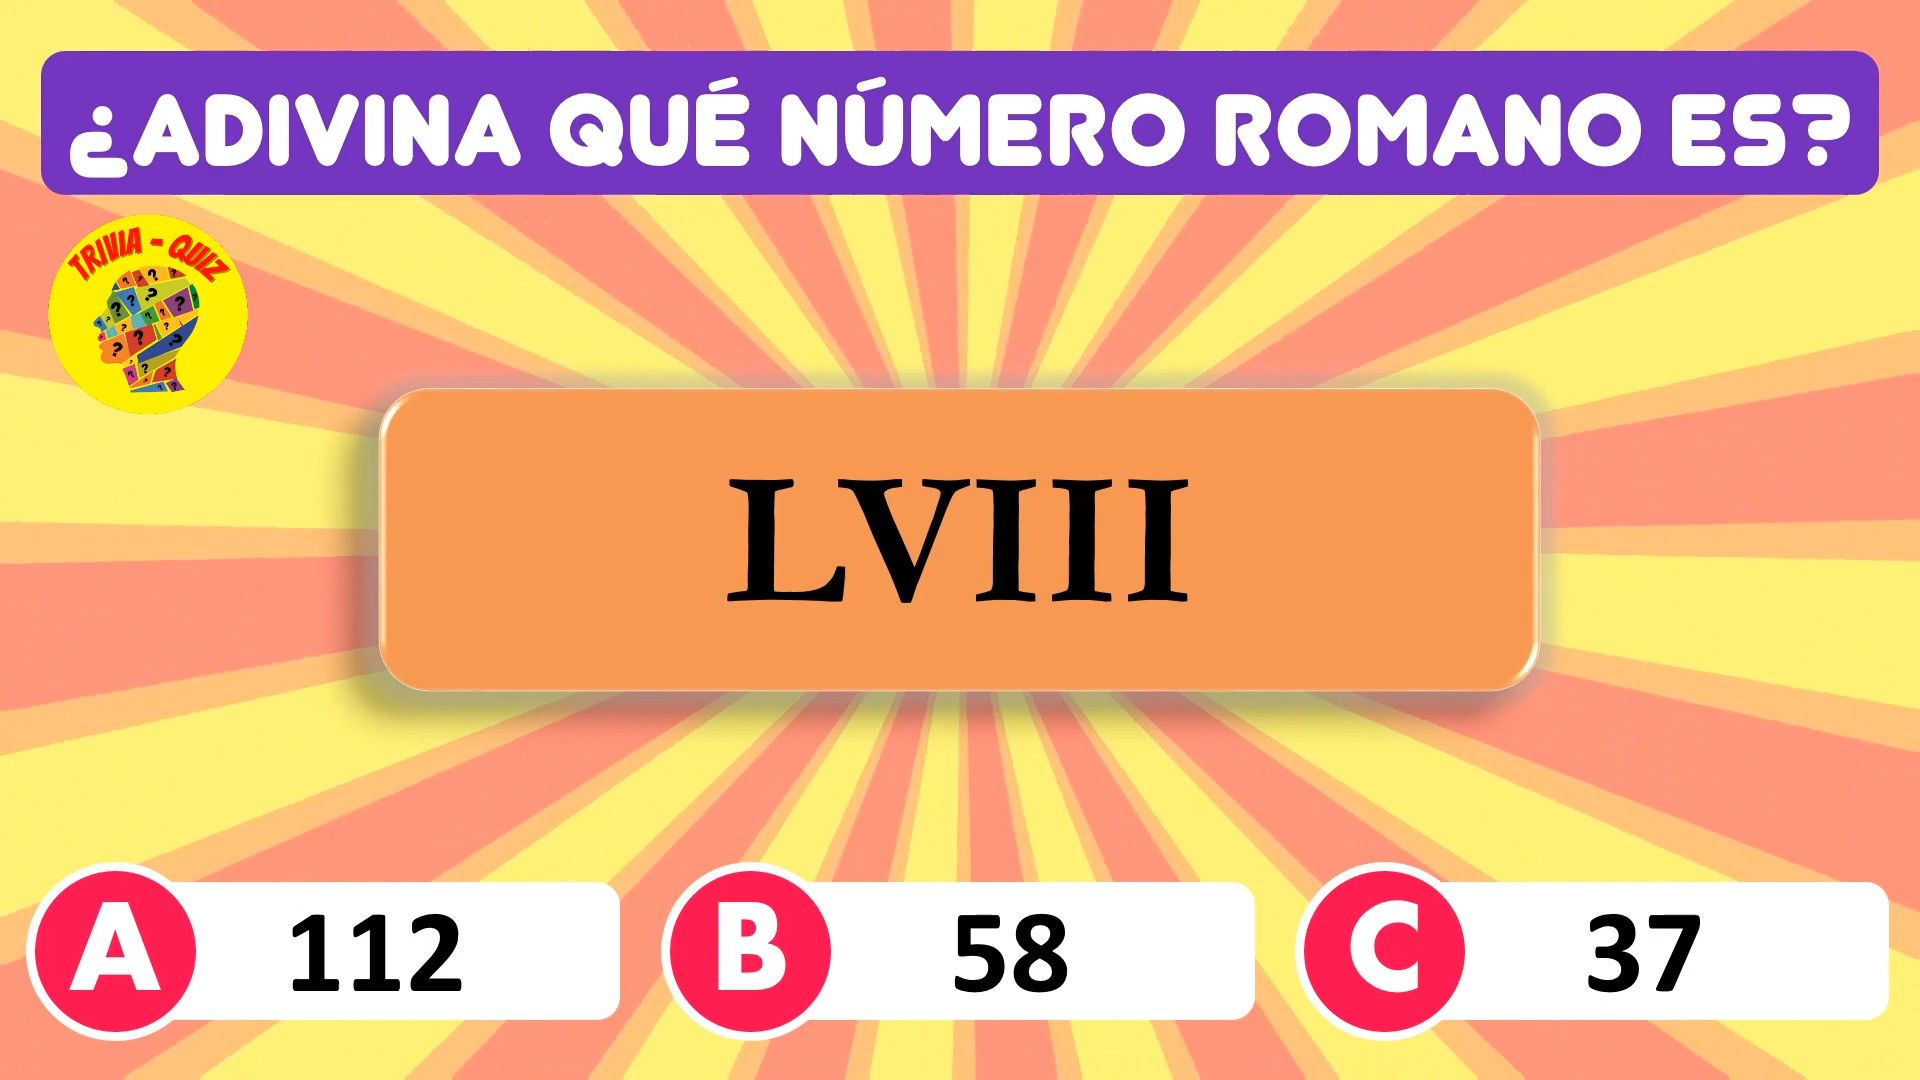 ¿ADIVINA QUÉ NÚMERO ROMANO ES?
TRIVIA - QUIZ
LVIII
A 112
B 58
C 37